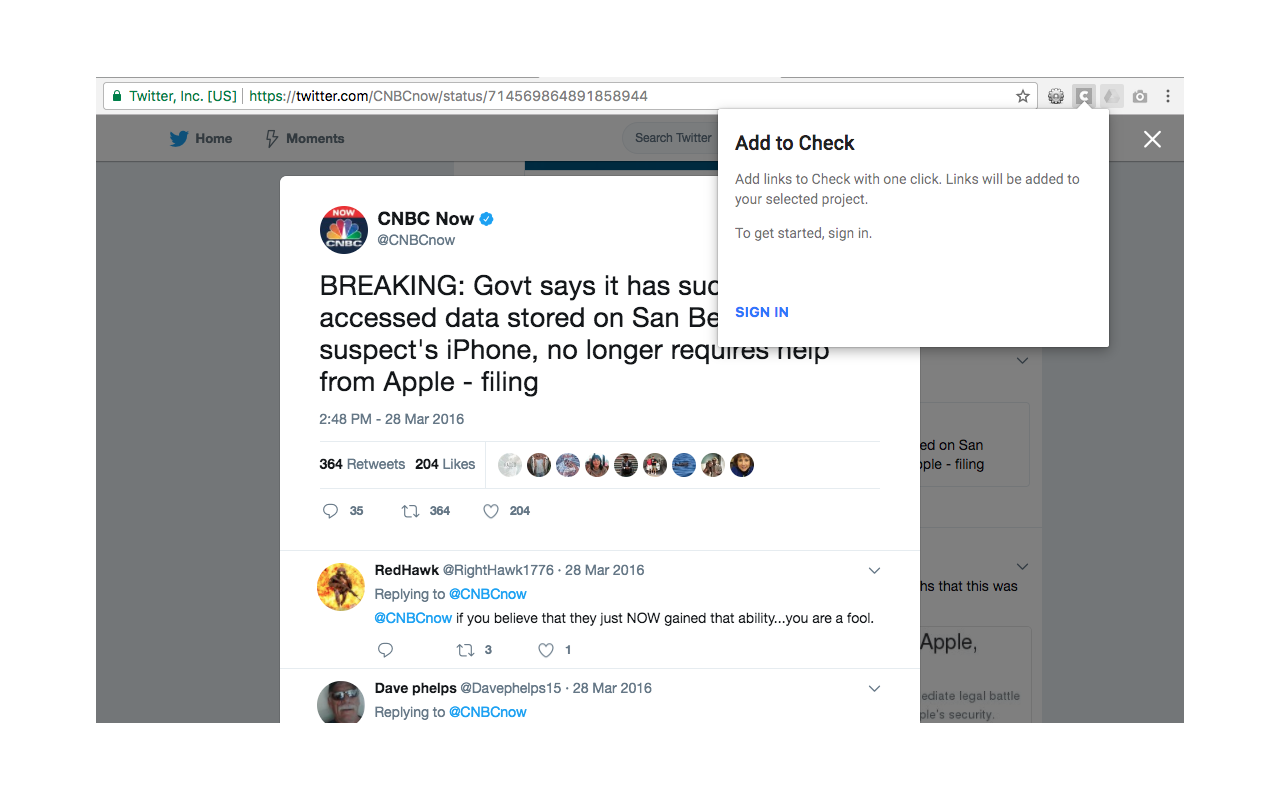 Twitter, Inc. [US] https://twitter.com/CNBCnow/status/714569864891858944
Home
Moments
Search Twitter
Add to Check
Add links to Check with one click. Links will be added to
your selected project.
To get started, sign in.
SIGN IN
NOW
CNBC
CNBC Now
@CNBCnow
BREAKING: Govt says it has suc
accessed data stored on San Be
suspect's iPhone, no longer requires help
from Apple - filing
2:48 PM - 28 Mar 2016
364 Retweets 204 Likes
35 364 204
RedHawk @RightHawk1776 · 28 Mar 2016
Replying to @CNBCnow
@CNBCnow if you believe that they just NOW gained that ability...you are a fool.
3 1
Dave phelps @Davephelps15 · 28 Mar 2016
Replying to @CNBCnow
ed on San
ple - filing
hs that this was
Apple,
ediate legal battle
ple's security.